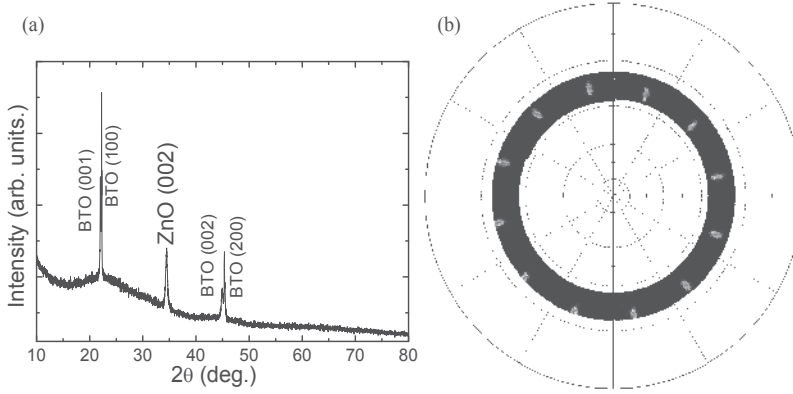 (a)
(b)
Intensity (arb. units.)
BTO (001)
BTO (100)
ZnO (002)
BTO (002)
BTO (200)
10 20 30 40 50 60 70 80
2θ (deg.)